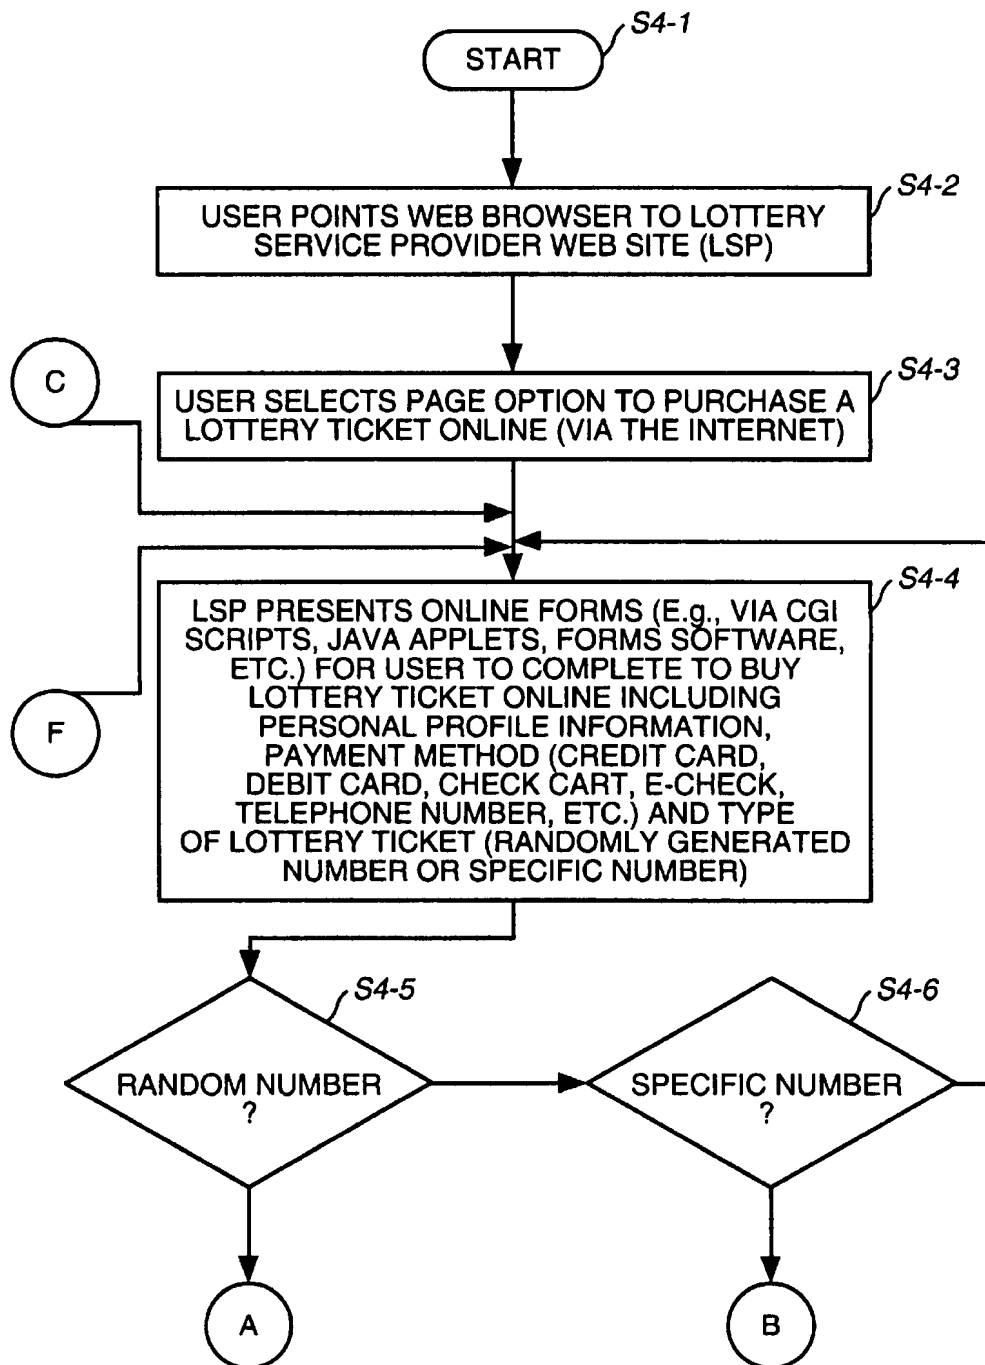 S4-1
START
S4-2
USER POINTS WEB BROWSER TO LOTTERY
SERVICE PROVIDER WEB SITE (LSP)
C
S4-3
USER SELECTS PAGE OPTION TO PURCHASE A
LOTTERY TICKET ONLINE (VIA THE INTERNET)
S4-4
LSP PRESENTS ONLINE FORMS (E.g., VIA CGI
SCRIPTS, JAVA APPLETS, FORMS SOFTWARE,
ETC.) FOR USER TO COMPLETE TO BUY
LOTTERY TICKET ONLINE INCLUDING
PERSONAL PROFILE INFORMATION,
PAYMENT METHOD (CREDIT CARD,
DEBIT CARD, CHECK CART, E-CHECK,
TELEPHONE NUMBER, ETC.) AND TYPE
OF LOTTERY TICKET (RANDOMLY GENERATED
NUMBER OR SPECIFIC NUMBER)
F
S4-5
RANDOM NUMBER
?
S4-6
SPECIFIC NUMBER
?
A
B